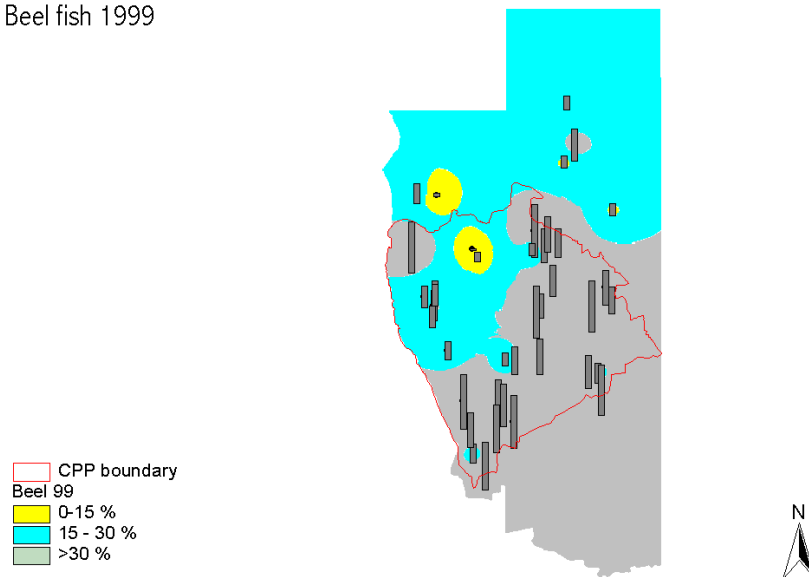 Beel fish 1999
CPP boundary
Beel 99
0-15 %
15 - 30 %
>30 %
N